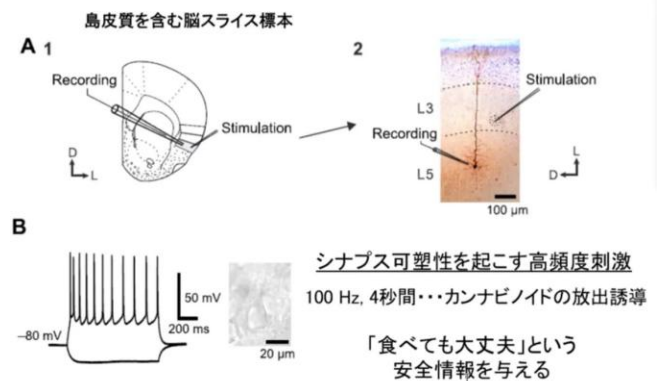 島皮質を含む脳スライス標本
A 1
2
Recording
Stimulation
D
L
L3
Stimulation
Recording
L5
L
D
100 μm
B
50 mV
200 ms
–80 mV
20 μm
シナプス可塑性を起こす高頻度刺激
100 Hz, 4秒間・・・カンナビノイドの放出誘導
「食べても大丈夫」という
安全情報を与える